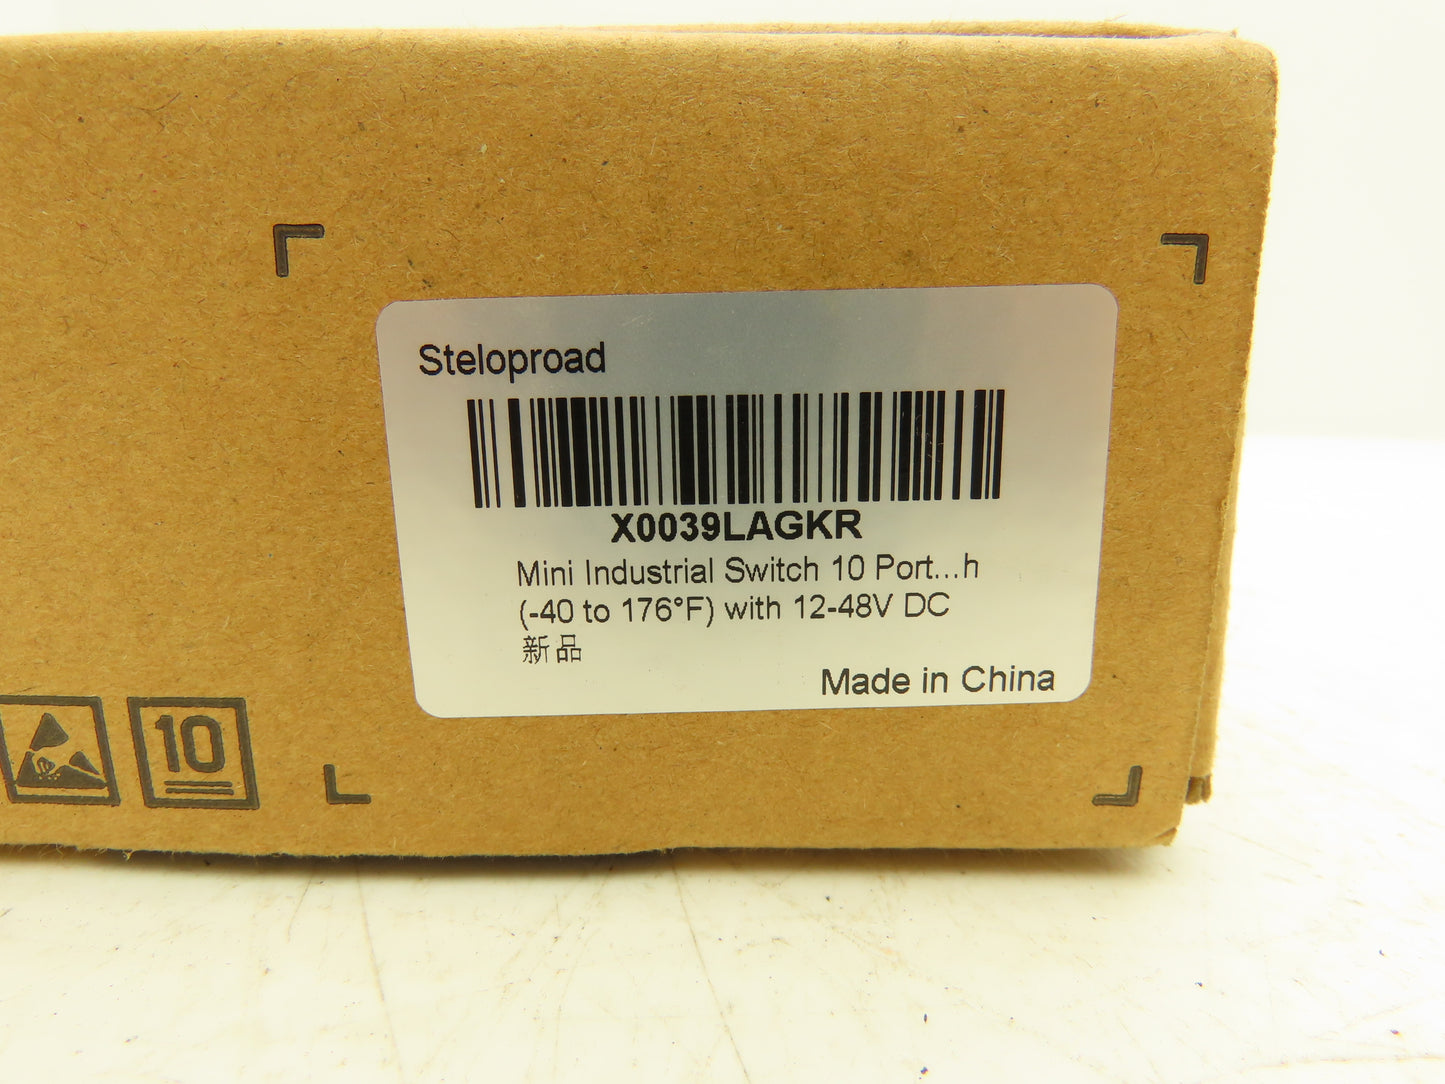 Steloproad
X0039LAGKR
Mini Industrial Switch 10 Port...h
(-40 to 176°F) with 12-48V DC
新品
Made in China
10